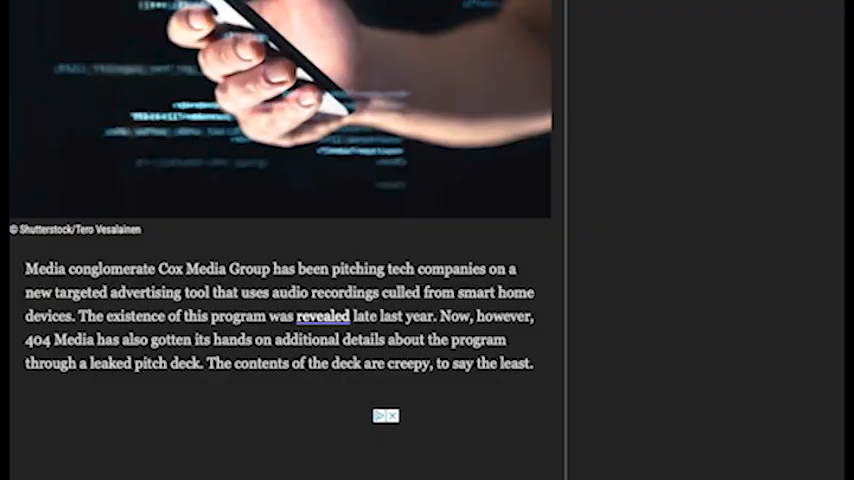 © Shutterstock/Tero Vesalainen
Media conglomerate Cox Media Group has been pitching tech companies on a
new targeted advertising tool that uses audio recordings culled from smart home
devices. The existence of this program was revealed late last year. Now, however,
404 Media has also gotten its hands on additional details about the program
through a leaked pitch deck. The contents of the deck are creepy, to say the least.